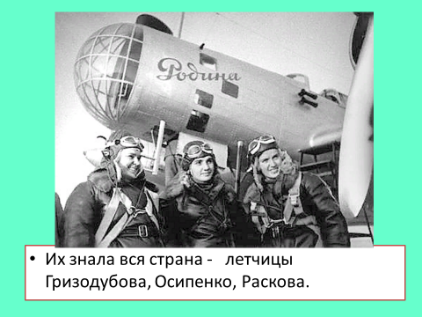 Родина
• Их знала вся страна - летчицы
Гризодубова, Осипенко, Раскова.